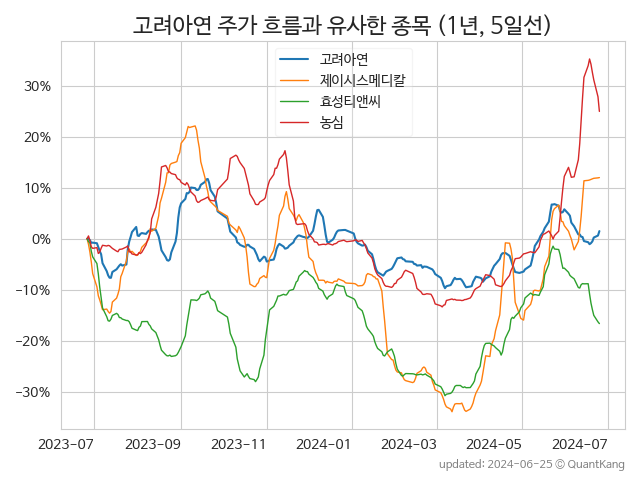 고려아연 주가 흐름과 유사한 종목 (1년, 5일선)
고려아연
제이시스메디칼
효성티앤씨
농심
30%
20%
10%
0%
−10%
−20%
−30%
2023-07 2023-09 2023-11 2024-01 2024-03 2024-05 2024-07
updated: 2024-06-25 © QuantKang